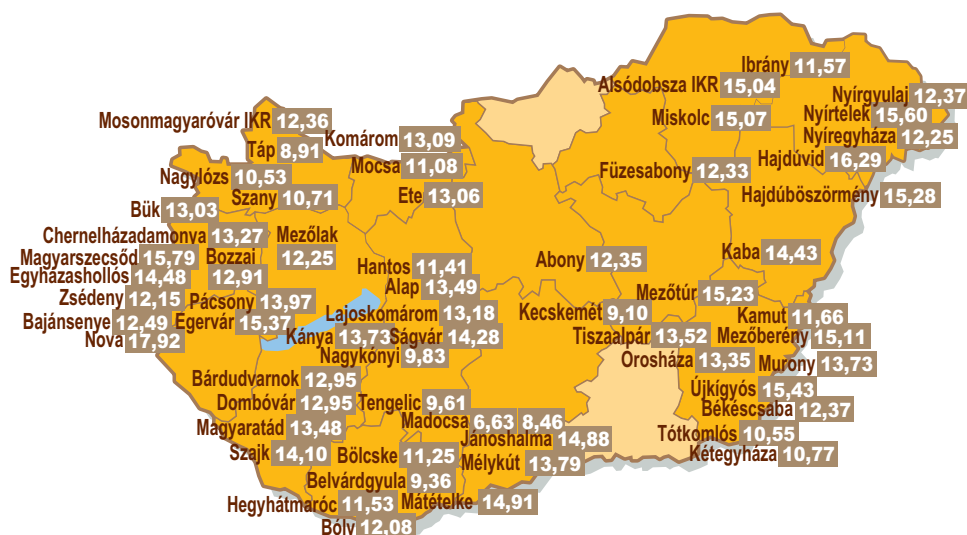 Ibrány 11,57
Alsódobsza IKR 15,04
Nyírgyulaj 12,37
Mosonmagyaróvár IKR 12,36
Miskolc 15,07
Nyírtelek 15,60
Komárom 13,09
Nyíregyháza 12,25
Táp 8,91
Mocsa 11,08
Hajdúvid 16,29
Nagylózs 10,53
Füzesabony 12,33
Szany 10,71
Ete 13,06
Hajdúböszörmény 15,28
Bük 13,03
Chernelházadamonya 13,27
Mezőlak 12,25
Kaba 14,43
Magyarszecsőd 15,79
Bozzai 12,91
Abony 12,35
Hantos 11,41
Egyházashollós 14,48
Alap 13,49
Zsédeny 12,15
Pácsony 13,97
Mezőtúr 15,23
Lajoskomárom 13,18
Kecskemét 9,10
Kamut 11,66
Bajánsenye 12,49
Egervár 15,37
Nova 17,92
Kánya 13,73
Ságvár 14,28
Tiszaalpár 13,52
Mezőberény 15,11
Nagykónyi 9,83
Orosháza 13,35
Murony 13,73
Bárdudvarnok 12,95
Újkígyós 15,43
Dombóvár 12,95
Tengelic 9,61
Békéscsaba 12,37
Madocsa 6,63 8,46
Magyaratád 13,48
Jánoshalma 14,88
Tótkomlós 10,55
Szajk 14,10
Bölcske 11,25
Mélykút 13,79
Kétegyháza 10,77
Belvárdgyula 9,36
Hegyhátmaróc 11,53
Mátételke 14,91
Bóly 12,08